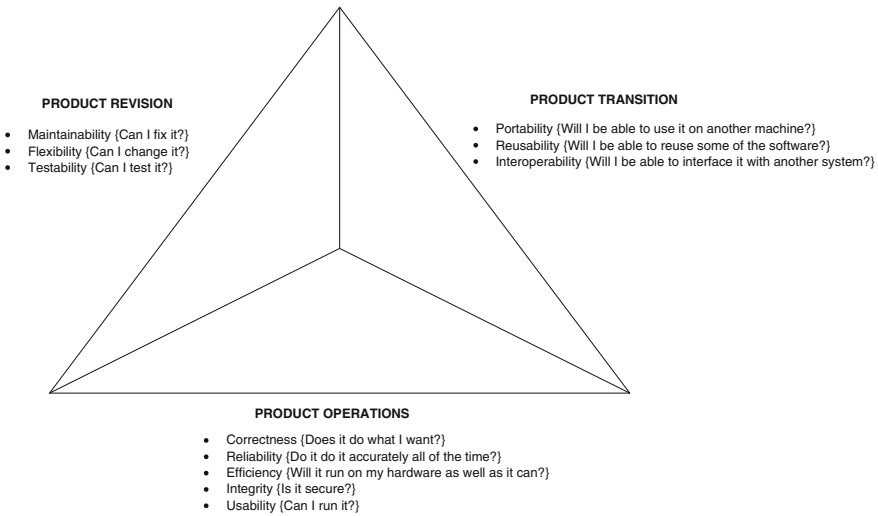 PRODUCT REVISION
• Maintainability {Can I fix it?}
• Flexibility {Can I change it?}
• Testability {Can I test it?}
PRODUCT TRANSITION
• Portability {Will I be able to use it on another machine?}
• Reusability {Will I be able to reuse some of the software?}
• Interoperability {Will I be able to interface it with another system?}
PRODUCT OPERATIONS
• Correctness {Does it do what I want?}
• Reliability {Do it do it accurately all of the time?}
• Efficiency {Will it run on my hardware as well as it can?}
• Integrity {Is it secure?}
• Usability {Can I run it?}